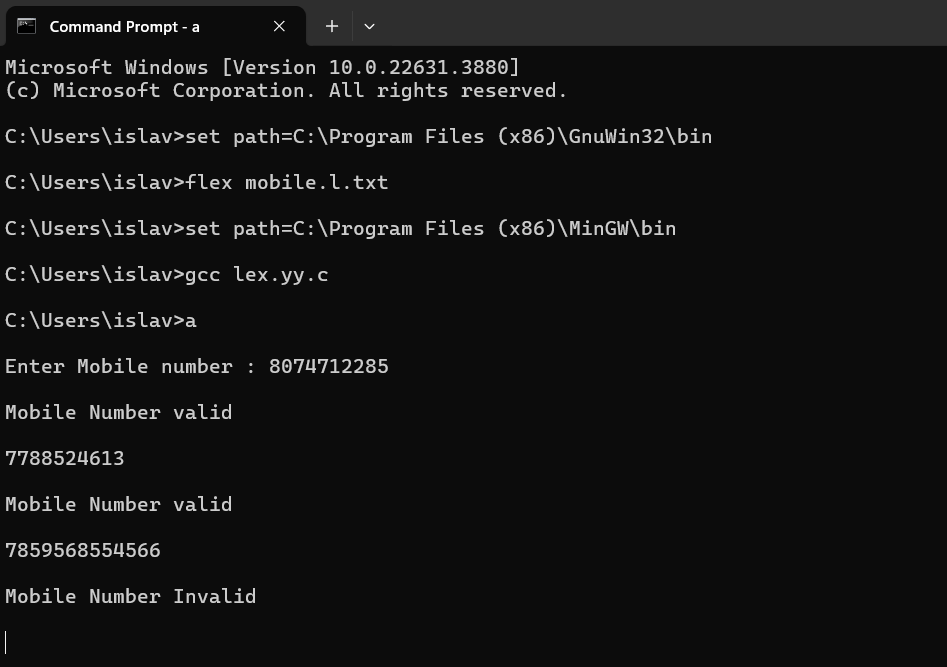 Command Prompt - a
Microsoft Windows [Version 10.0.22631.3880]
(c) Microsoft Corporation. All rights reserved.
C:\Users\islav>set path=C:\Program Files (x86)\GnuWin32\bin
C:\Users\islav>flex mobile.l.txt
C:\Users\islav>set path=C:\Program Files (x86)\MinGW\bin
C:\Users\islav>gcc lex.yy.c
C:\Users\islav>a
Enter Mobile number : 8074712285
Mobile Number valid
7788524613
Mobile Number valid
7859568554566
Mobile Number Invalid